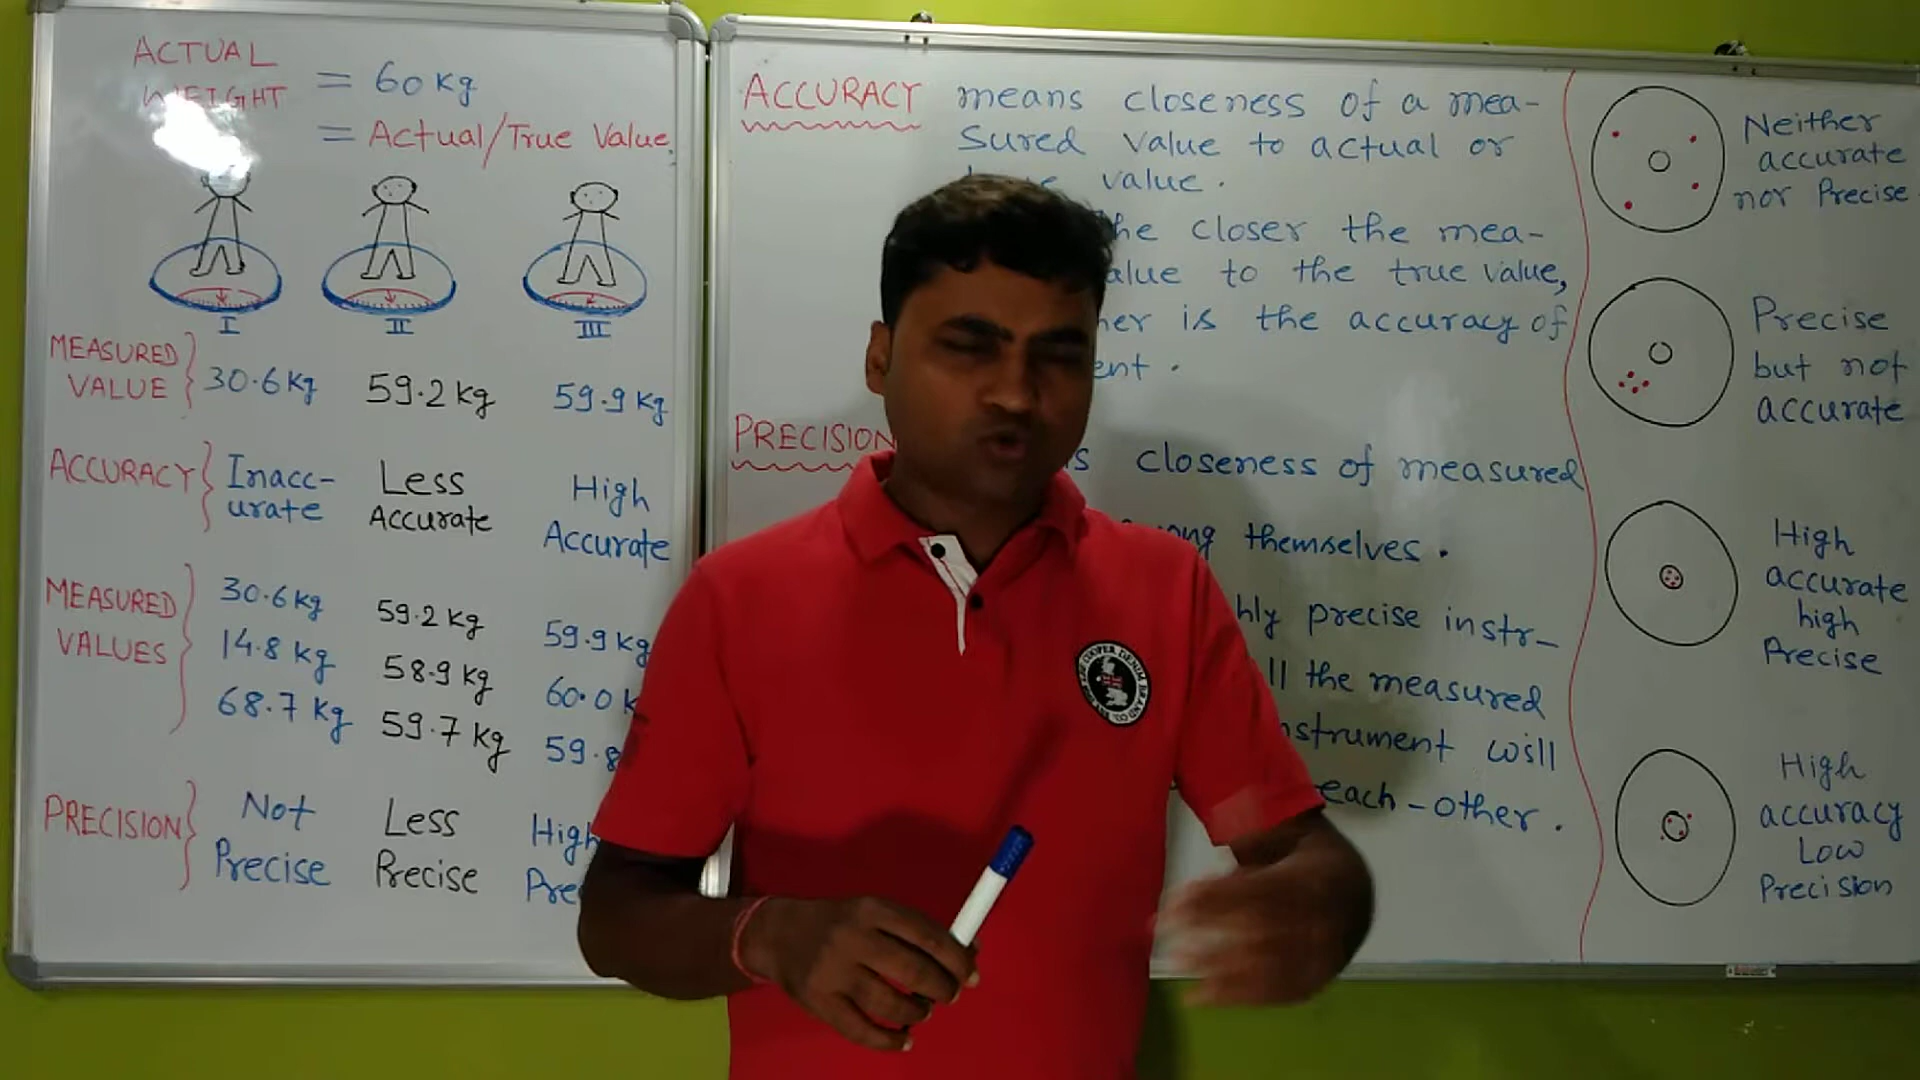 ACTUAL
WEIGHT
= 60 kg
= Actual/True Value
I
II
III
MEASURED
VALUE
30.6 kg
59.2 kg
59.9 kg
ACCURACY
Inacc-
urate
Less
Accurate
High
Accurate
MEASURED
VALUES
30.6 kg
14.8 kg
68.7 kg
59.2 kg
58.9 kg
59.7 kg
59.9 kg
60.0 k
59.8
PRECISION
Not
Precise
Less
Precise
High
Pre
ACCURACY means closeness of a mea-
sured value to actual or
value.
the closer the mea-
alue to the true value,
her is the accuracy of
ent.
PRECISION
s closeness of measured
ong themselves.
hly precise instr-
ll the measured
nstrument will
each-other.
Neither
accurate
nor Precise
Precise
but not
accurate
High
accurate
high
Precise
High
accuracy
Low
Precision